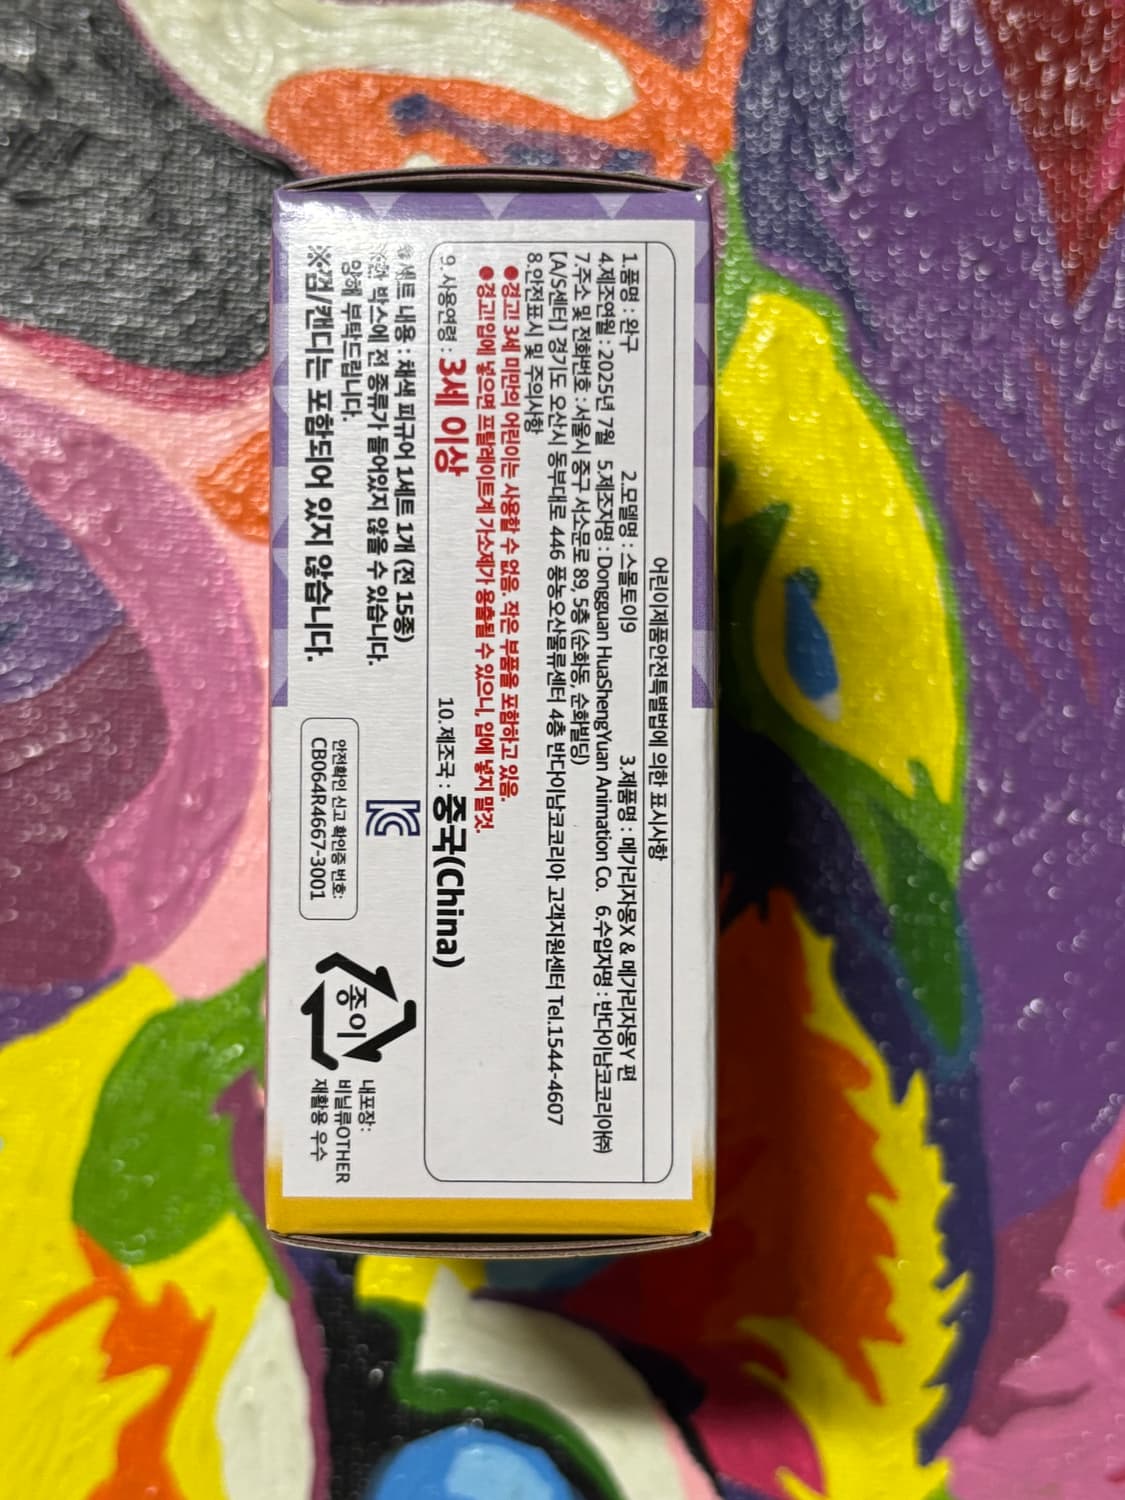 어린이제품안전특별법에 의한 표시사항
1.품명 : 완구 2.모델명 : 스몰토이9 3.제품명 : 메가리자몽X & 메가리자몽Y 편
4.제조연월 : 2025년 7월 5.제조자명 : Dongguan HuaShengYuan Animation Co. 6.수입자명 : 반다이남코코리아㈜
7.주소 및 전화번호 : 서울시 중구 서소문로 89, 5층 (순화동, 순화빌딩)
[A/S센터] 경기도 오산시 동부대로 446 풍농오산물류센터 4층 반다이남코코리아 고객지원센터 Tel.1544-4607
8.안전표시 및 주의사항
●경고! 3세 미만의 어린이는 사용할 수 없음. 작은 부품을 포함하고 있음.
●경고! 입에 넣으면 프탈레이트계 가소제가 용출될 수 있으니, 입에 넣지 말것.
9.사용연령 : 3세 이상 10.제조국 : 중국(China)
세트 내용 : 채색 피규어 1세트 1개 (전 15종)
박스에 전 종류가 들어있지 않을 수 있습니다.
양해 부탁드립니다.
※껌/캔디는 포함되어 있지 않습니다.
KC
안전확인 신고 확인증 번호:
CB064R4667-3001
종이
내포장:
비닐류OTHER
재활용 우수